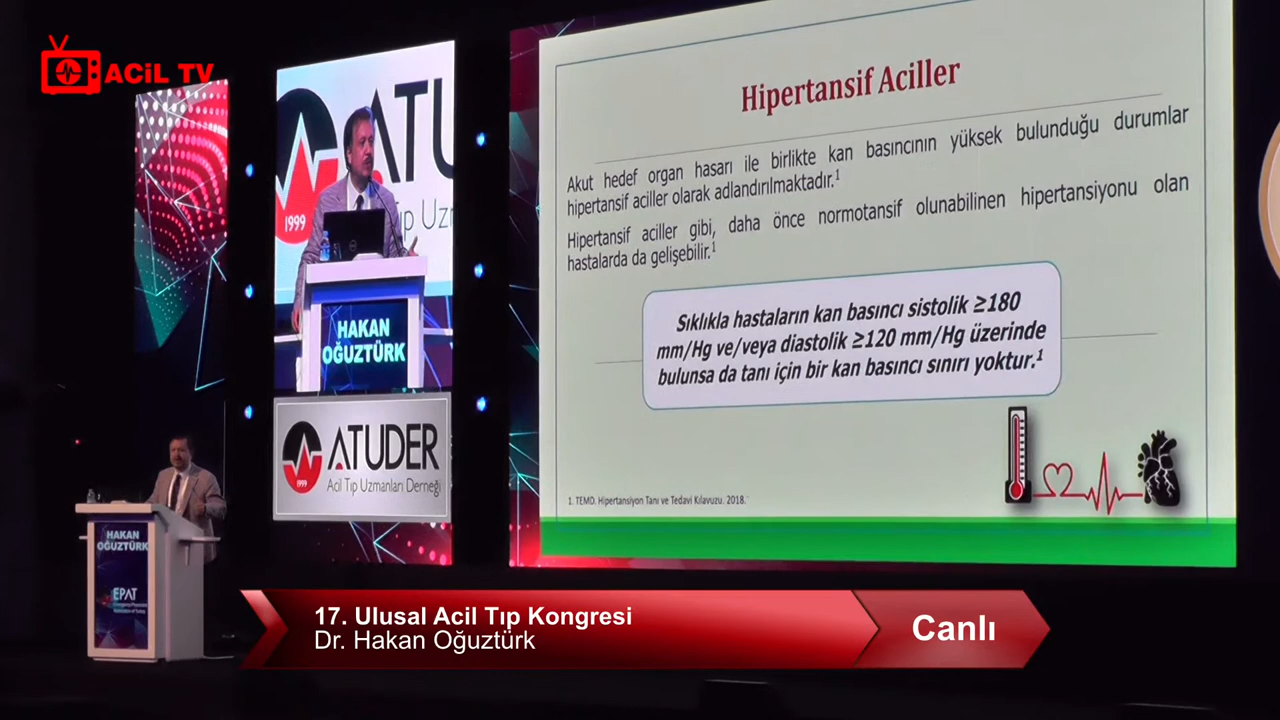 ACİL TV
ATU
1999
Tıp Uzm
HAKAN
OĞUZTÜRK
ATUDER
1999
Acil Tıp Uzmanları Derneği
HAKAN
OĞUZTÜRK
EPAT
Hipertansif Aciller
Akut hedef organ hasarı ile birlikte kan basıncının yüksek bulunduğu durumlar
hipertansif aciller olarak adlandırılmaktadır.1
Hipertansif aciller gibi, daha önce normotansif olunabilinen hipertansiyonu olan
hastalarda da gelişebilir.1
Sıklıkla hastaların kan basıncı sistolik ≥180
mm/Hg ve/veya diastolik ≥120 mm/Hg üzerinde
bulunsa da tanı için bir kan basıncı sınırı yoktur.1
1. TEMD. Hipertansiyon Tanı ve Tedavi Kılavuzu. 2018.
17. Ulusal Acil Tıp Kongresi
Dr. Hakan Oğuztürk
Canlı